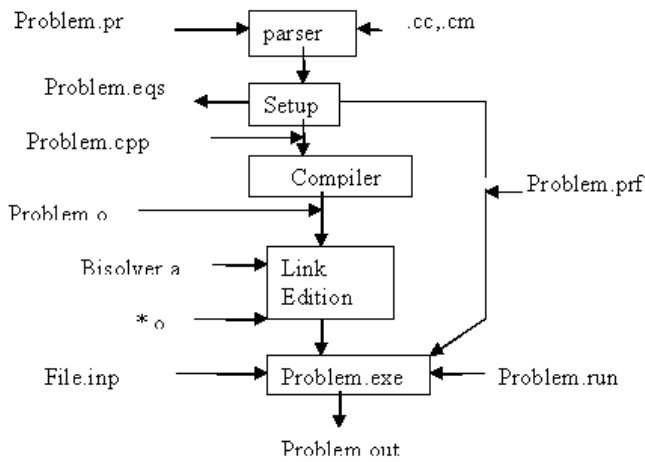 Problem.pr
parser
.cc,.cm
Problem.eqs
Setup
Problem.cpp
Compiler
Problem.prf
Problem.o
Bisolver.a
Link
Edition
*.o
File.inp
Problem.exe
Problem.run
Problem.out